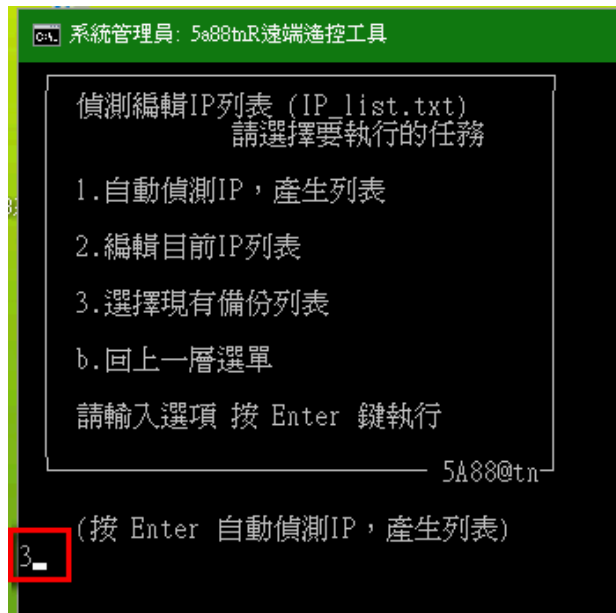 系統管理員: 5a88tnR遠端遙控工具
偵測編輯IP列表 (IP_list.txt)
請選擇要執行的任務
1.自動偵測IP，產生列表
2.編輯目前IP列表
3.選擇現有備份列表
b.回上一層選單
請輸入選項 按 Enter 鍵執行
5A88@tn
(按 Enter 自動偵測IP，產生列表)
3